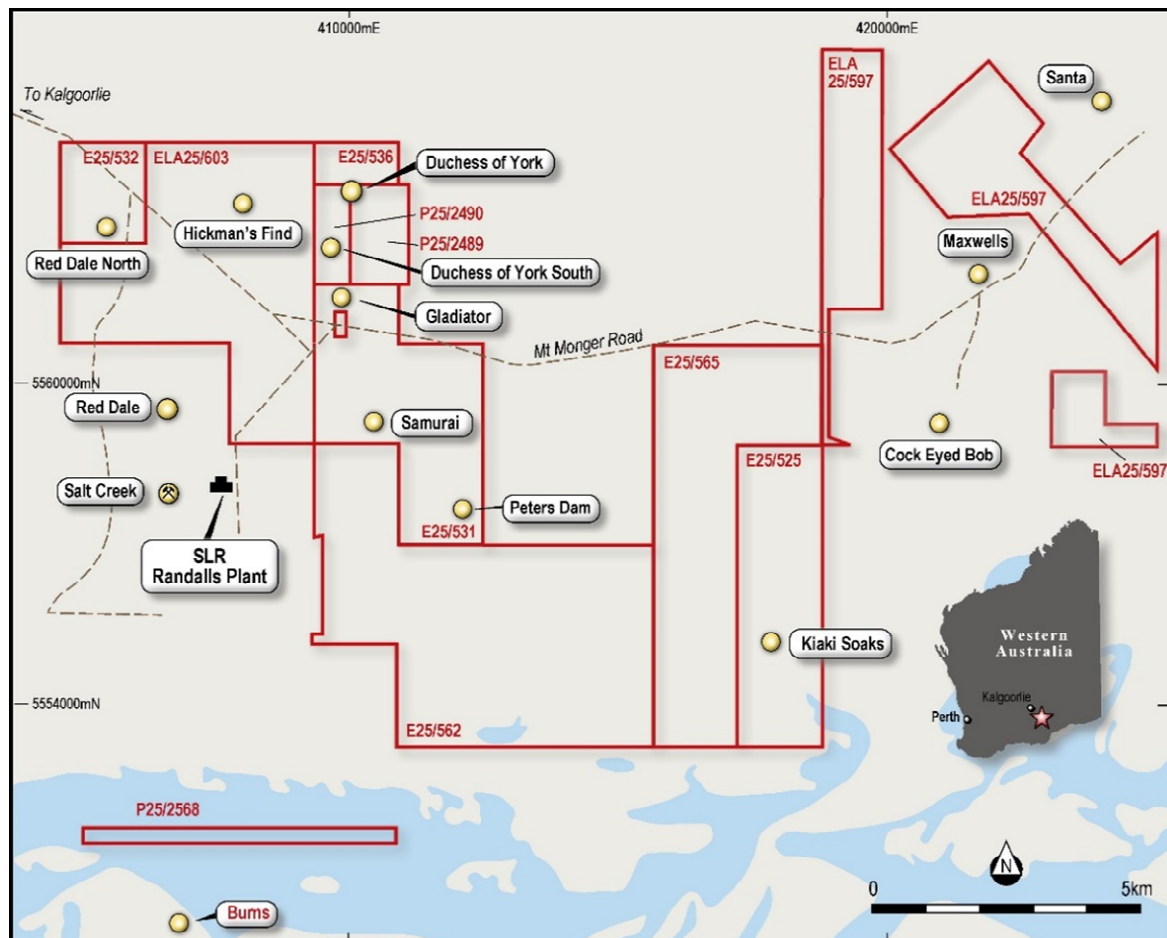 410000mE
420000mE
To Kalgoorlie
ELA
25/597
Santa
E25/532
ELA25/603
E25/536
Duchess of York
P25/2490
P25/2489
ELA25/597
Hickman's Find
Red Dale North
Duchess of York South
Maxwells
Gladiator
Mt Monger Road
E25/565
5560000mN
Red Dale
Samurai
E25/525
Cock Eyed Bob
ELA25/597
Salt Creek
Peters Dam
E25/531
SLR
Randalls Plant
Kiaki Soaks
Western
Australia
Kalgoorlie
Perth
5554000mN
E25/562
P25/2568
N
0
5km
Burns